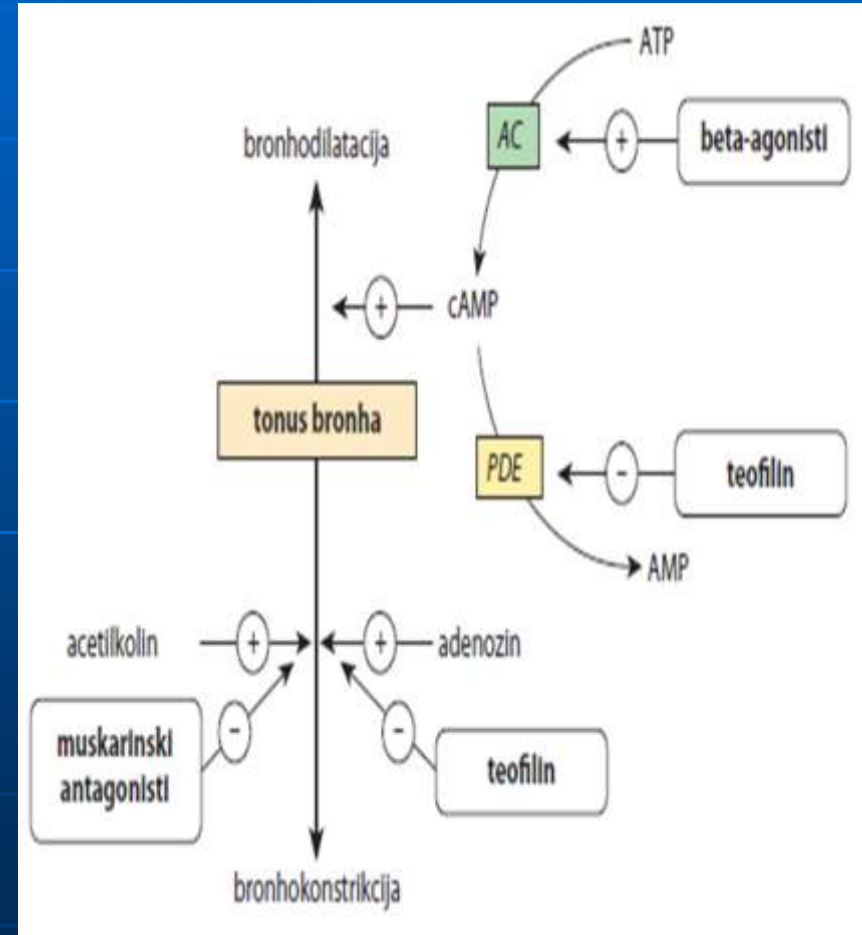 ATP
bronhodilatacija
AC
+
beta-agonisti
+
cAMP
tonus bronha
PDE
-
teofilin
AMP
acetilkolin
+
+
adenozin
muskarinski
antagonisti
-
-
teofilin
bronhokonstrikcija